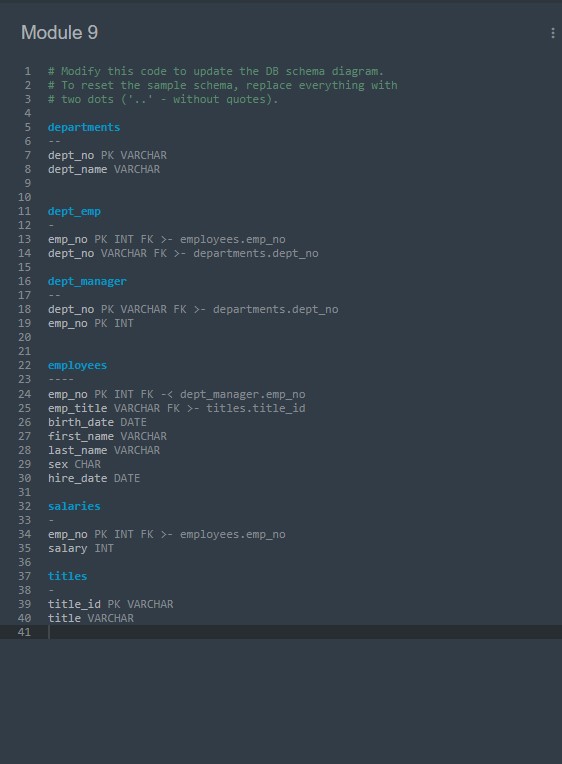 Module 9
1 # Modify this code to update the DB schema diagram.
2 # To reset the sample schema, replace everything with
3 # two dots ('..' - without quotes).
4
5 departments
6 --
7 dept_no PK VARCHAR
8 dept_name VARCHAR
9
10
11 dept_emp
12 -
13 emp_no PK INT FK >- employees.emp_no
14 dept_no VARCHAR FK >- departments.dept_no
15
16 dept_manager
17 --
18 dept_no PK VARCHAR FK >- departments.dept_no
19 emp_no PK INT
20
21
22 employees
23 ----
24 emp_no PK INT FK -< dept_manager.emp_no
25 emp_title VARCHAR FK >- titles.title_id
26 birth_date DATE
27 first_name VARCHAR
28 last_name VARCHAR
29 sex CHAR
30 hire_date DATE
31
32 salaries
33 -
34 emp_no PK INT FK >- employees.emp_no
35 salary INT
36
37 titles
38 -
39 title_id PK VARCHAR
40 title VARCHAR
41